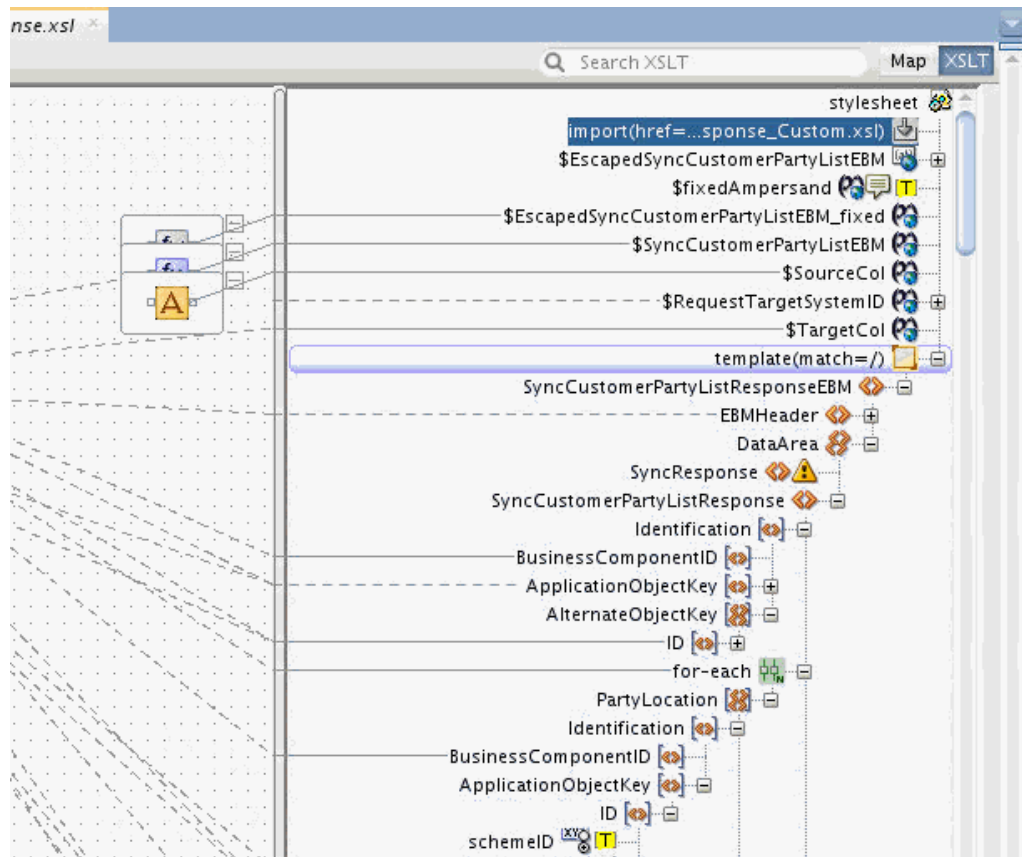 nse.xsl
Search XSLT
Map XSLT
stylesheet
import(href=...sponse_Custom.xsl)
$EscapedSyncCustomerPartyListEBM
$fixedAmpersand T
$EscapedSyncCustomerPartyListEBM_fixed
$SyncCustomerPartyListEBM
$SourceCol
A
$RequestTargetSystemID
$TargetCol
template(match=/)
SyncCustomerPartyListResponseEBM
EBMHeader
DataArea
SyncResponse
SyncCustomerPartyListResponse
Identification
BusinessComponentID
ApplicationObjectKey
AlternateObjectKey
ID
for-each
PartyLocation
Identification
BusinessComponentID
ApplicationObjectKey
ID
schemeID T